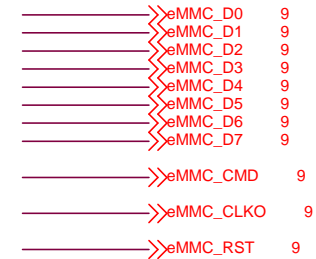 eMMC_D0 9
eMMC_D1 9
eMMC_D2 9
eMMC_D3 9
eMMC_D4 9
eMMC_D5 9
eMMC_D6 9
eMMC_D7 9
eMMC_CMD 9
eMMC_CLKO 9
eMMC_RST 9